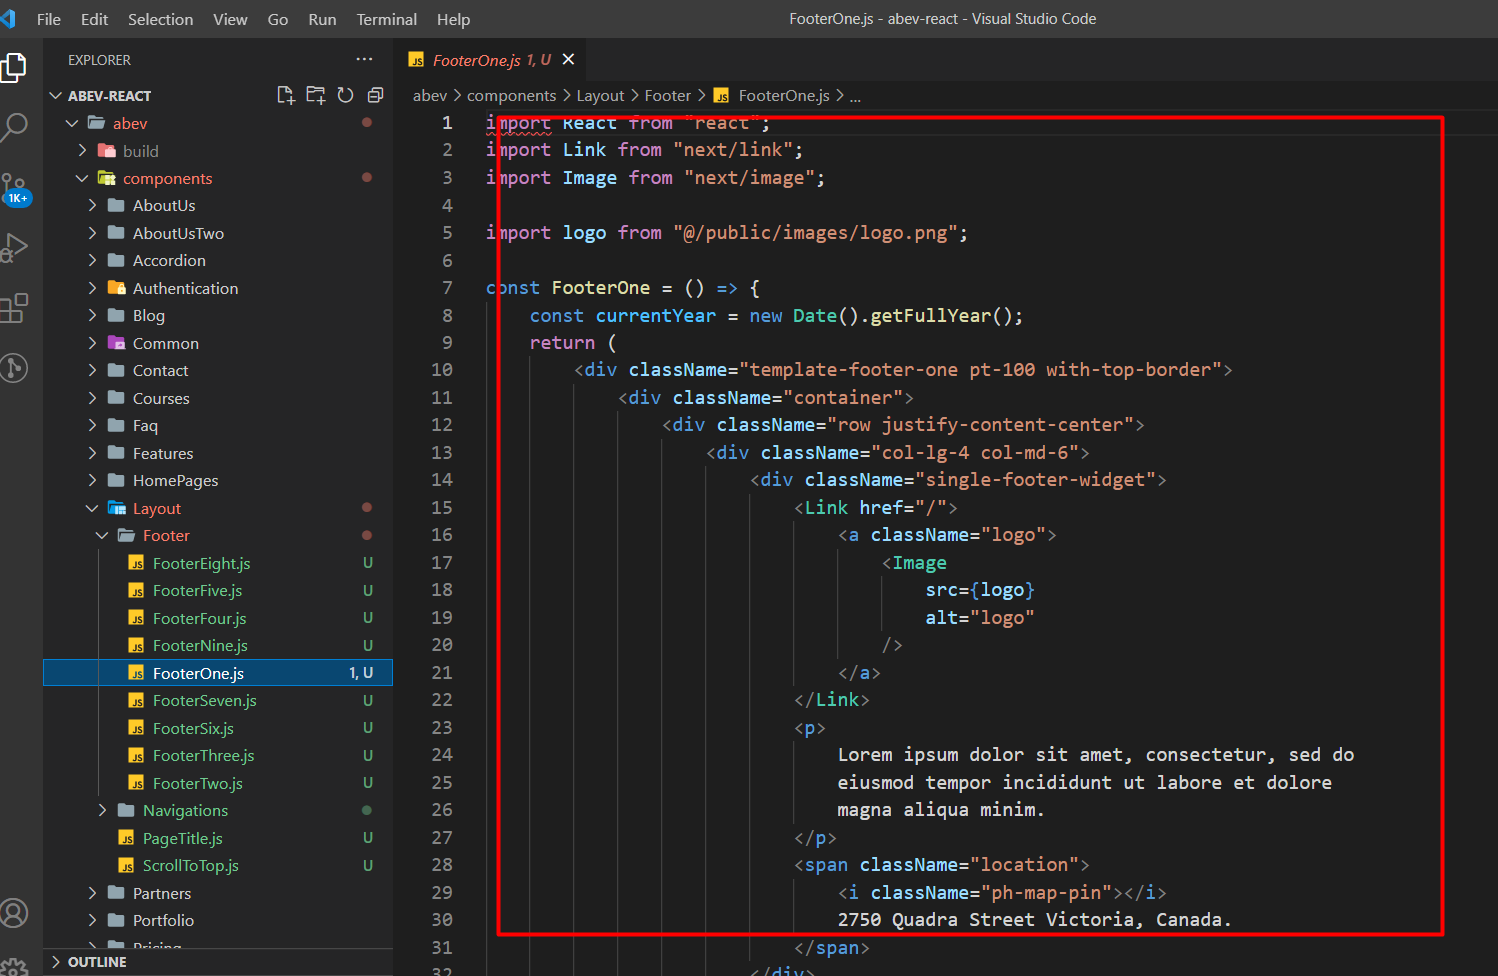 File Edit Selection View Go Run Terminal Help
FooterOne.js - abev-react - Visual Studio Code
EXPLORER
ABEV-REACT
abev
build
components
AboutUs
AboutUsTwo
Accordion
Authentication
Blog
Common
Contact
Courses
Faq
Features
HomePages
Layout
Footer
FooterEight.js U
FooterFive.js U
FooterFour.js U
FooterNine.js U
FooterOne.js 1, U
FooterSeven.js U
FooterSix.js U
FooterThree.js U
FooterTwo.js U
Navigations
PageTitle.js U
ScrollToTop.js U
Partners
Portfolio
Pricing
OUTLINE
1K+
JS FooterOne.js 1, U
abev > components > Layout > Footer > JS FooterOne.js > ...
1 import React from "react";
2 import Link from "next/link";
3 import Image from "next/image";
4
5 import logo from "@/public/images/logo.png";
6
7 const FooterOne = () => {
8 const currentYear = new Date().getFullYear();
9 return (
10 <div className="template-footer-one pt-100 with-top-border">
11 <div className="container">
12 <div className="row justify-content-center">
13 <div className="col-lg-4 col-md-6">
14 <div className="single-footer-widget">
15 <Link href="/">
16 <a className="logo">
17 <Image
18 src={logo}
19 alt="logo"
20 />
21 </a>
22 </Link>
23 <p>
24 Lorem ipsum dolor sit amet, consectetur, sed do
25 eiusmod tempor incididunt ut labore et dolore
26 magna aliqua minim.
27 </p>
28 <span className="location">
29 <i className="ph-map-pin"></i>
30 2750 Quadra Street Victoria, Canada.
31 </span>
32 </div>